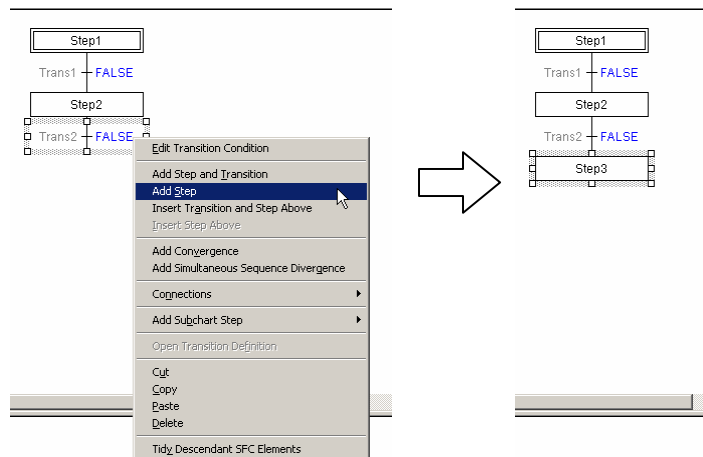 Step1
Trans1 FALSE
Step2
Trans2 FALSE
Edit Transition Condition
Add Step and Transition
Add Step
Insert Transition and Step Above
Insert Step Above
Add Convergence
Add Simultaneous Sequence Divergence
Connections
Add Subchart Step
Open Transition Definition
Cut
Copy
Paste
Delete
Tidy Descendant SFC Elements
Step1
Trans1 FALSE
Step2
Trans2 FALSE
Step3